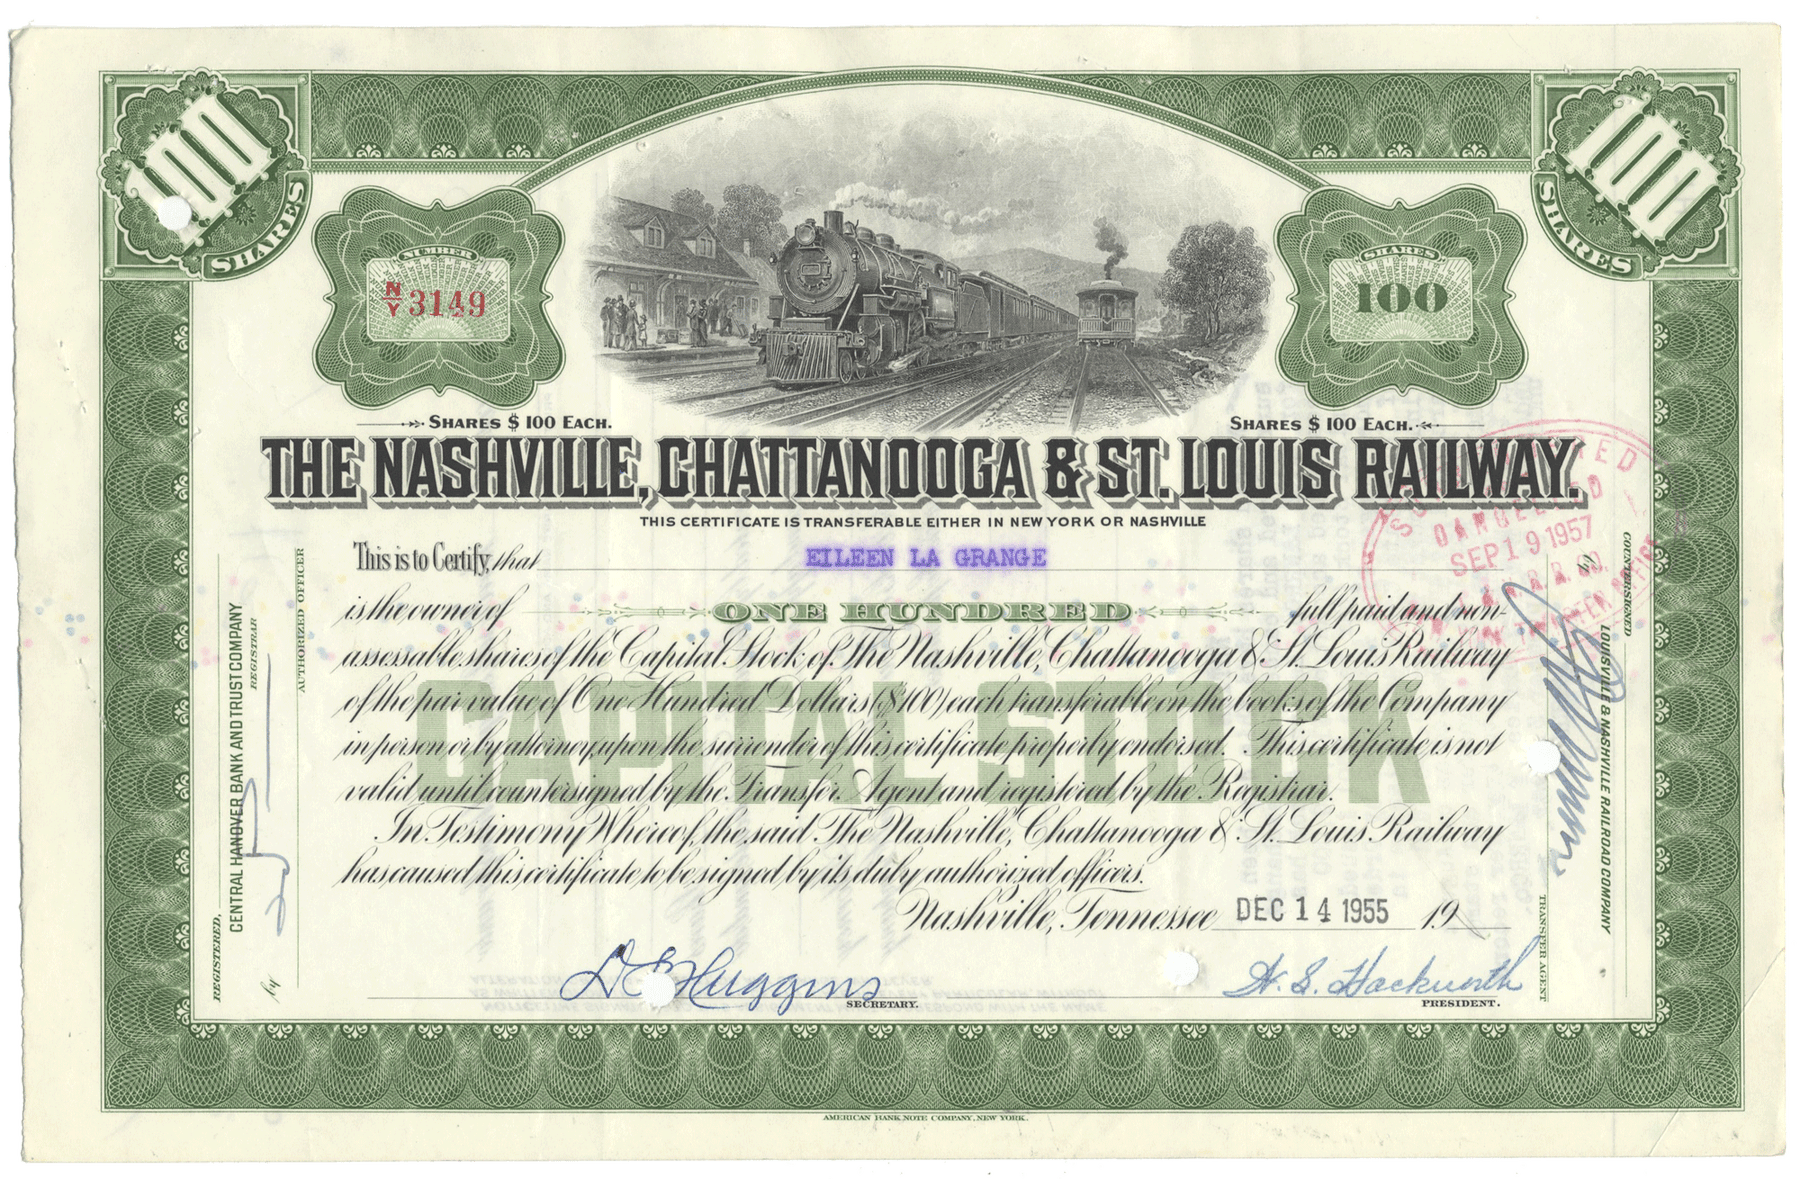 100 SHARES
100 SHARES
NUMBER
N/Y 3149
SHARES
100
SHARES $ 100 EACH.
SHARES $ 100 EACH.
THE NASHVILLE, CHATTANOOGA & ST. LOUIS RAILWAY.
THIS CERTIFICATE IS TRANSFERABLE EITHER IN NEW YORK OR NASHVILLE
This is to Certify, that EILEEN LA GRANGE
is the owner of ONE HUNDRED full paid and non-
assessable shares of the Capital Stock of The Nashville, Chattanooga & St. Louis Railway
of the par value of One Hundred Dollars ($100) each transferable on the books of the Company
in person or by attorney, upon the surrender of this certificate properly endorsed. This certificate is not
valid until countersigned by the Transfer Agent and registered by the Registrar.
CAPITAL STOCK
In Testimony Whereof, the said The Nashville, Chattanooga & St. Louis Railway
has caused this certificate to be signed by its duly authorized officers.
Nashville, Tennessee DEC 14 1955 19
D E Huggins
SECRETARY.
W. S. Hackworth
PRESIDENT.
REGISTERED,
CENTRAL HANOVER BANK AND TRUST COMPANY
REGISTRAR
by
AUTHORIZED OFFICER
COUNTERSIGNED
LOUISVILLE & NASHVILLE RAILROAD COMPANY
by
TRANSFER AGENT
CANCELLED
SEP 19 1957
AMERICAN BANK NOTE COMPANY, NEW YORK.